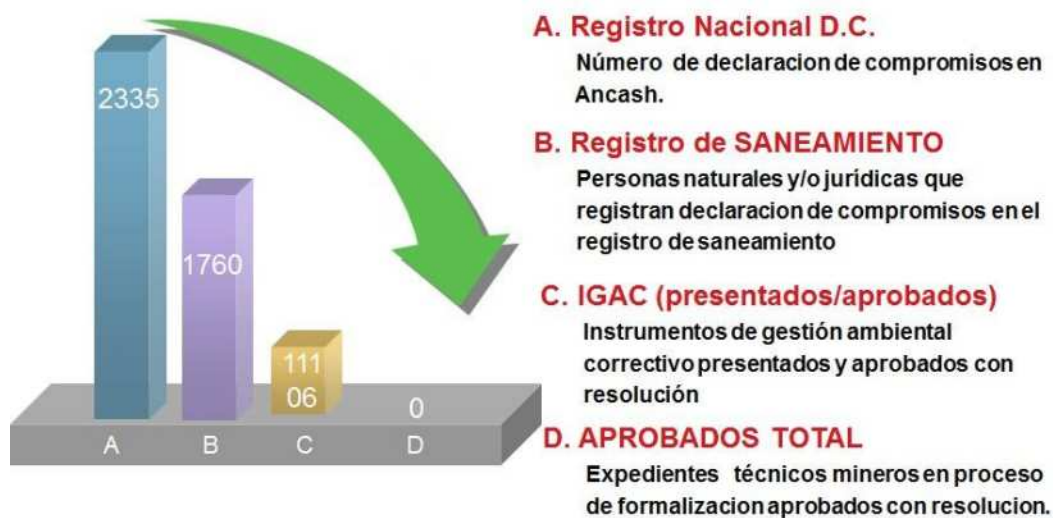 2335
1760
111
06
0
A B C D
A. Registro Nacional D.C.
Número de declaracion de compromisos en
Ancash.
B. Registro de SANEAMIENTO
Personas naturales y/o jurídicas que
registran declaracion de compromisos en el
registro de saneamiento
C. IGAC (presentados/aprobados)
Instrumentos de gestión ambiental
correctivo presentados y aprobados con
resolución
D. APROBADOS TOTAL
Expedientes técnicos mineros en proceso
de formalizacion aprobados con resolucion.